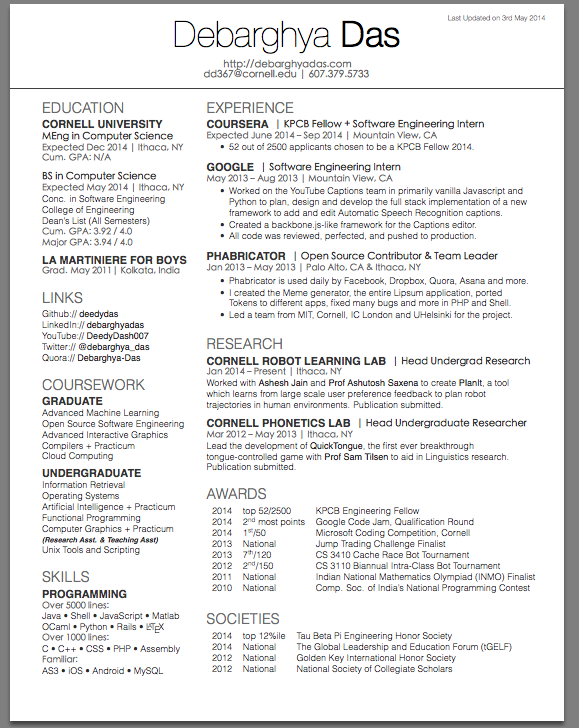 Last Updated on 3rd May 2014
Debarghya Das
http://debarghyadas.com
dd367@cornell.edu | 607.379.5733
EDUCATION
CORNELL UNIVERSITY
MEng in Computer Science
Expected Dec 2014 | Ithaca, NY
Cum. GPA: N/A
BS in Computer Science
Expected May 2014 | Ithaca, NY
Conc. in Software Engineering
College of Engineering
Dean's List (All Semesters)
Cum. GPA: 3.92 / 4.0
Major GPA: 3.94 / 4.0
LA MARTINIERE FOR BOYS
Grad. May 2011 | Kolkata, India
LINKS
Github:// deedydas
LinkedIn:// debarghyadas
YouTube:// DeedyDash007
Twitter:// @debarghya_das
Quora:// Debarghya-Das
COURSEWORK
GRADUATE
Advanced Machine Learning
Open Source Software Engineering
Advanced Interactive Graphics
Compilers + Practicum
Cloud Computing
UNDERGRADUATE
Information Retrieval
Operating Systems
Artificial Intelligence + Practicum
Functional Programming
Computer Graphics + Practicum
(Research Asst. & Teaching Asst)
Unix Tools and Scripting
SKILLS
PROGRAMMING
Over 5000 lines:
Java • Shell • JavaScript • Matlab
OCaml • Python • Rails • LATEX
Over 1000 lines:
C • C++ • CSS • PHP • Assembly
Familiar:
AS3 • iOS • Android • MySQL
EXPERIENCE
COURSERA | KPCB Fellow + Software Engineering Intern
Expected June 2014 – Sep 2014 | Mountain View, CA
• 52 out of 2500 applicants chosen to be a KPCB Fellow 2014.
GOOGLE | Software Engineering Intern
May 2013 – Aug 2013 | Mountain View, CA
• Worked on the YouTube Captions team in primarily vanilla Javascript and
Python to plan, design and develop the full stack implementation of a new
framework to add and edit Automatic Speech Recognition captions.
• Created a backbone.js-like framework for the Captions editor.
• All code was reviewed, perfected, and pushed to production.
PHABRICATOR | Open Source Contributor & Team Leader
Jan 2013 – May 2013 | Palo Alto, CA & Ithaca, NY
• Phabricator is used daily by Facebook, Dropbox, Quora, Asana and more.
• I created the Meme generator, the entire Lipsum application, ported
Tokens to different apps, fixed many bugs and more in PHP and Shell.
• Led a team from MIT, Cornell, IC London and UHelsinki for the project.
RESEARCH
CORNELL ROBOT LEARNING LAB | Head Undergrad Research
Jan 2014 – Present | Ithaca, NY
Worked with Ashesh Jain and Prof Ashutosh Saxena to create PlanIt, a tool
which learns from large scale user preference feedback to plan robot
trajectories in human environments. Publication submitted.
CORNELL PHONETICS LAB | Head Undergraduate Researcher
Mar 2012 – May 2013 | Ithaca, NY
Lead the development of QuickTongue, the first ever breakthrough
tongue-controlled game with Prof Sam Tilsen to aid in Linguistics research.
Publication submitted.
AWARDS
2014 top 52/2500 KPCB Engineering Fellow
2014 2nd most points Google Code Jam, Qualification Round
2014 1st/50 Microsoft Coding Competition, Cornell
2013 National Jump Trading Challenge Finalist
2013 7th/120 CS 3410 Cache Race Bot Tournament
2012 2nd/150 CS 3110 Biannual Intra-Class Bot Tournament
2011 National Indian National Mathematics Olympiad (INMO) Finalist
2010 National Comp. Soc. of India's National Programming Contest
SOCIETIES
2014 top 12%ile Tau Beta Pi Engineering Honor Society
2014 National The Global Leadership and Education Forum (tGELF)
2012 National Golden Key International Honor Society
2012 National National Society of Collegiate Scholars